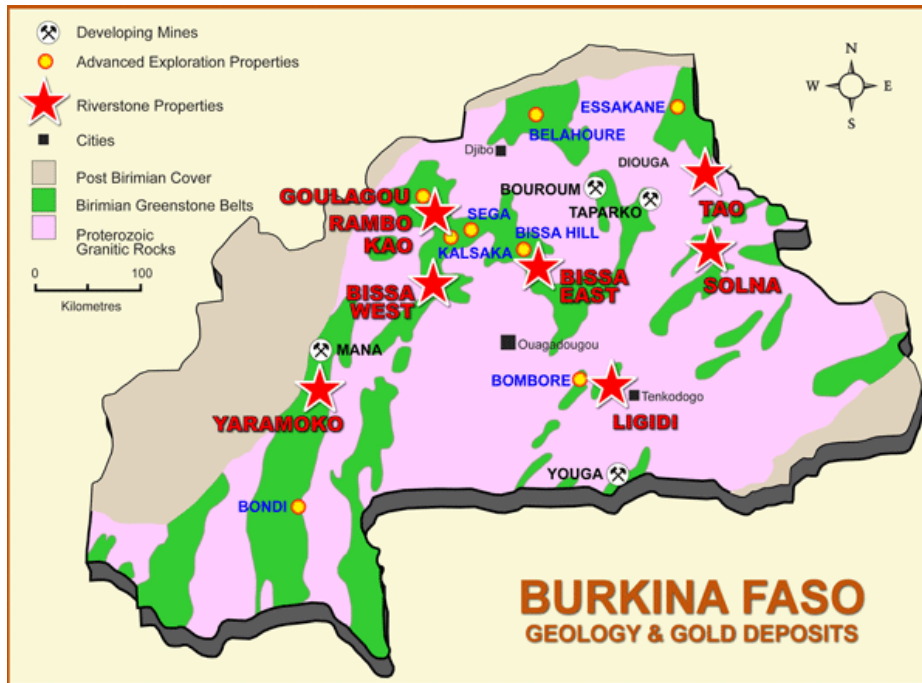 Developing Mines
Advanced Exploration Properties
Riverstone Properties
Cities
Post Birimian Cover
Birimian Greenstone Belts
Proterozoic
Granitic Rocks
0 100
Kilometres
N
W E
S
ESSAKANE
BELAHOURE
Djibo
DIOUGA
BOUROUM
TAPARKO
TAO
GOULAGOU
RAMBO
KAO
SEGA
KALSAKA
BISSA HILL
BISSA
EAST
SOLNA
BISSA
WEST
MANA
Ouagadougou
BOMBORE
Tenkodogo
LIGIDI
YARAMOKO
YOUGA
BONDI
BURKINA FASO
GEOLOGY & GOLD DEPOSITS